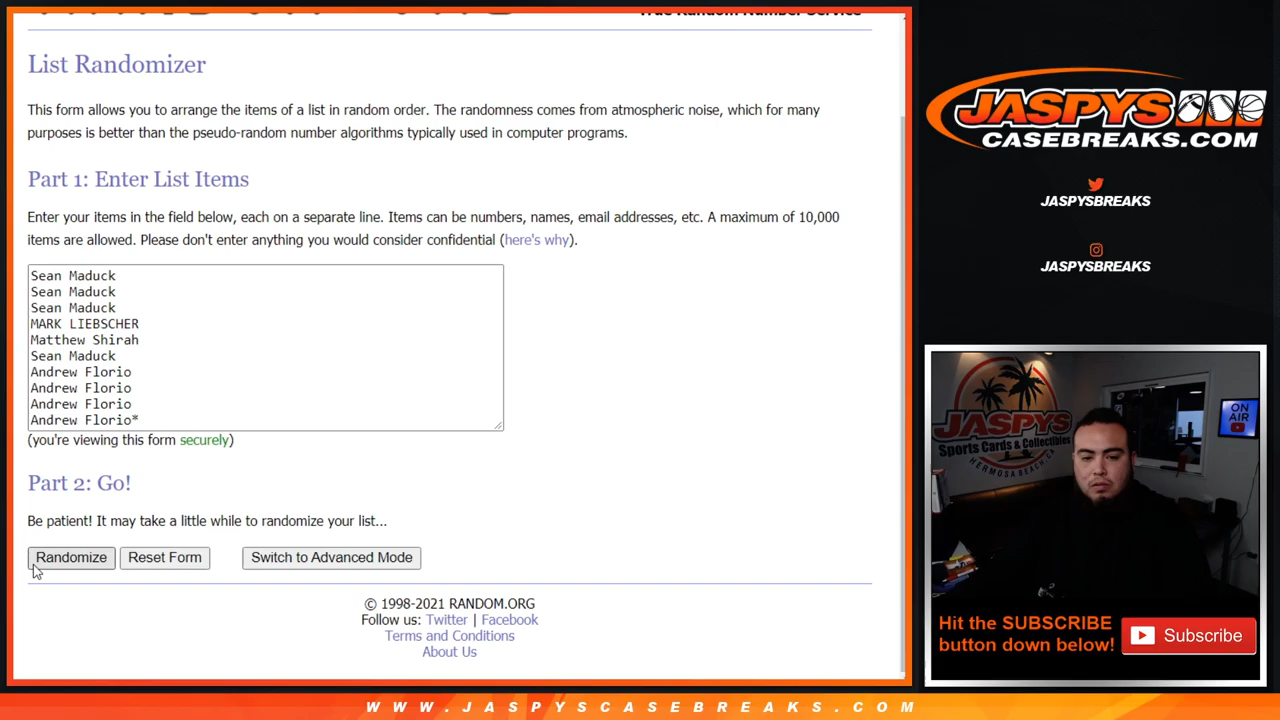 List Randomizer
This form allows you to arrange the items of a list in random order. The randomness comes from atmospheric noise, which for many
purposes is better than the pseudo-random number algorithms typically used in computer programs.
Part 1: Enter List Items
Enter your items in the field below, each on a separate line. Items can be numbers, names, email addresses, etc. A maximum of 10,000
items are allowed. Please don't enter anything you would consider confidential (here's why).
Sean Maduck
Sean Maduck
Sean Maduck
MARK LIEBSCHER
Matthew Shirah
Sean Maduck
Andrew Florio
Andrew Florio
Andrew Florio
Andrew Florio*
(you're viewing this form securely)
Part 2: Go!
Be patient! It may take a little while to randomize your list...
Randomize Reset Form Switch to Advanced Mode
© 1998-2021 RANDOM.ORG
Follow us: Twitter | Facebook
Terms and Conditions
About Us
JASPYS
CASEBREAKS.COM
JASPYSBREAKS
JASPYSBREAKS
JASPYS
Sports Cards & Collectibles
HERMOSA BEACH, CA
ON
AIR
Hit the SUBSCRIBE
button down below!
Subscribe
WWW.JASPYSCASEBREAKS.COM